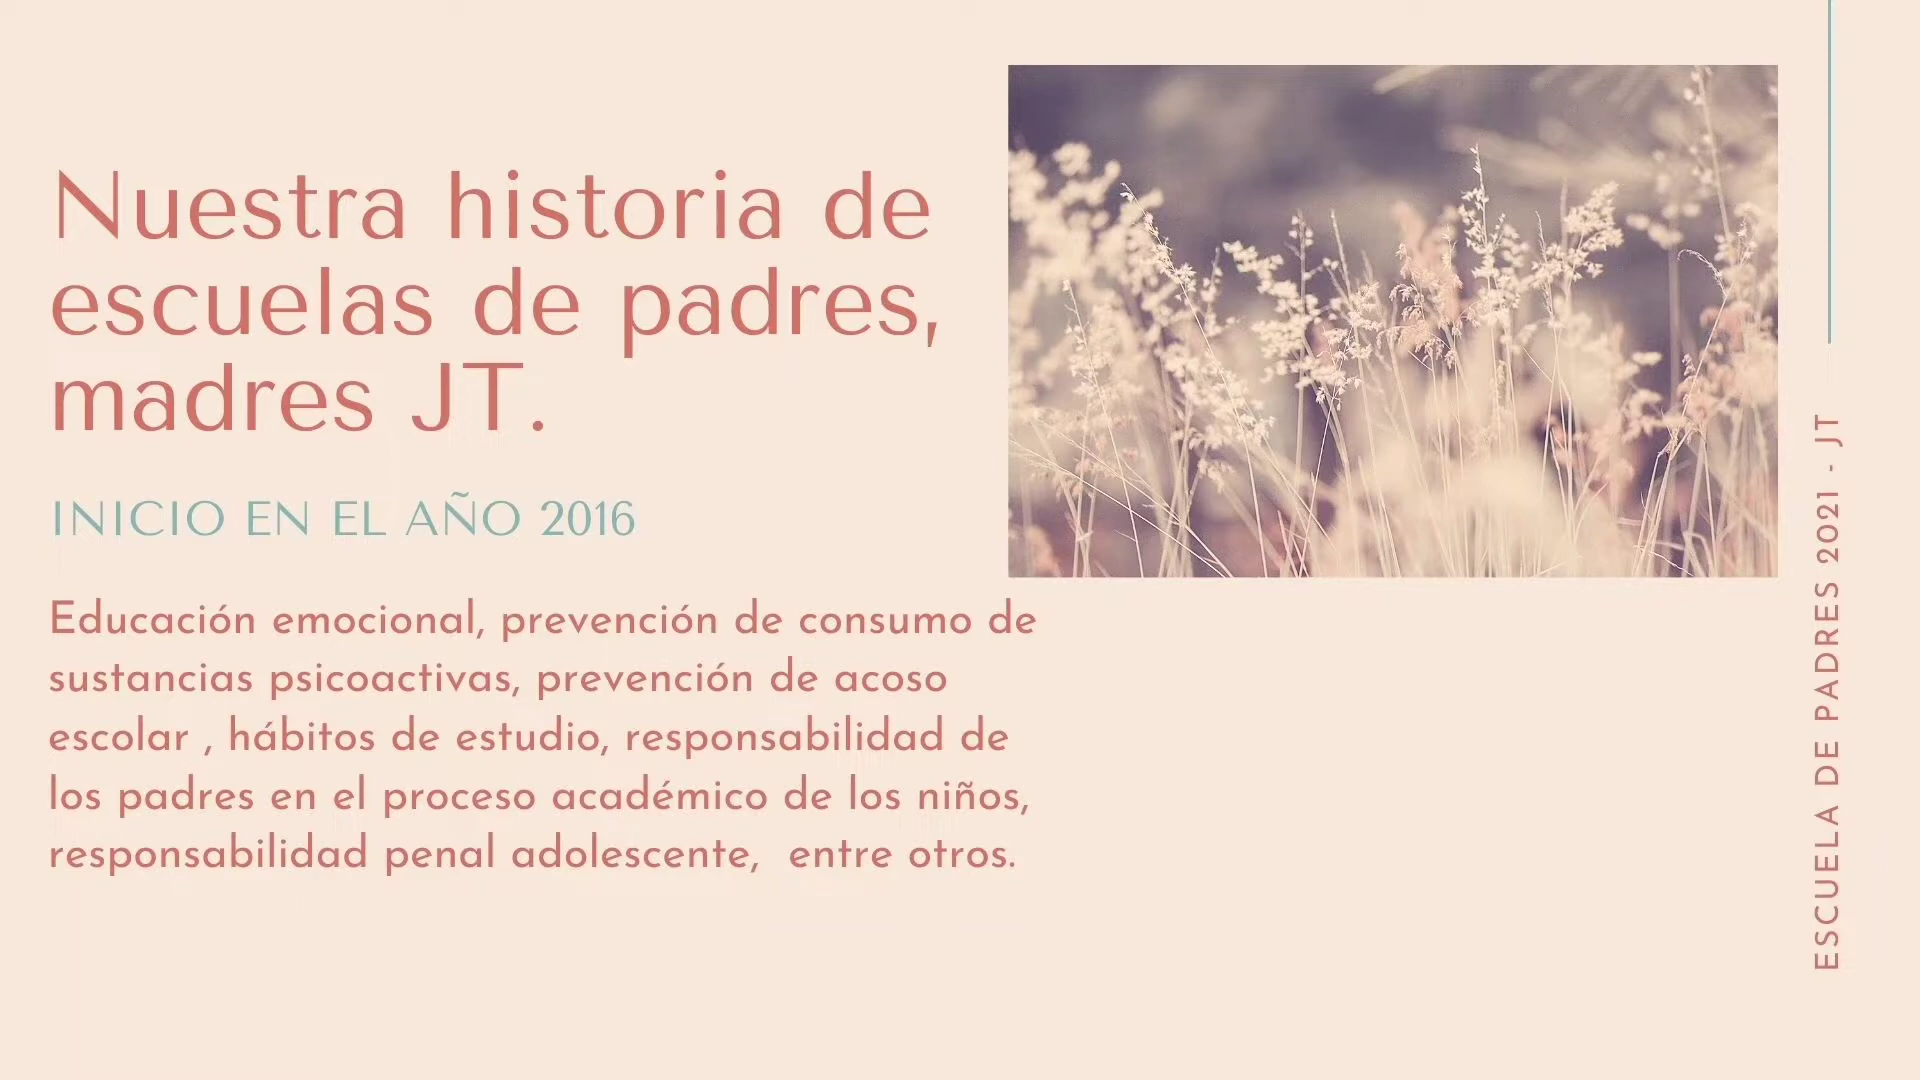 Nuestra historia de
escuelas de padres,
madres JT.
INICIO EN EL AÑO 2016
Educación emocional, prevención de consumo de
sustancias psicoactivas, prevención de acoso
escolar , hábitos de estudio, responsabilidad de
los padres en el proceso académico de los niños,
responsabilidad penal adolescente,  entre otros.
ESCUELA DE PADRES 2021 - JT